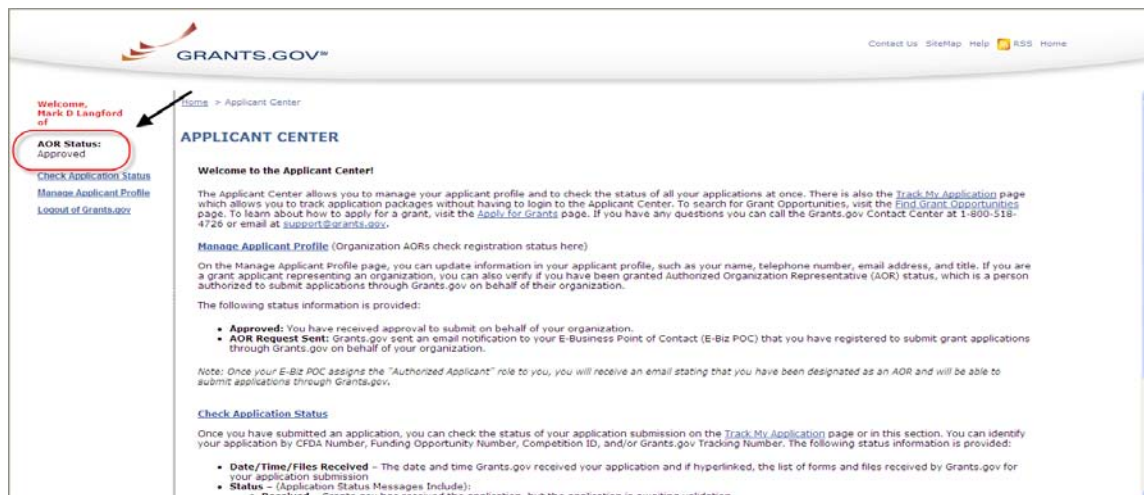 GRANTS.GOV℠
Contact Us SiteMap Help RSS Home
Welcome,
Mark D Langford
of
AOR Status:
Approved
Check Application Status
Manage Applicant Profile
Logout of Grants.gov
Home > Applicant Center
APPLICANT CENTER
Welcome to the Applicant Center!
The Applicant Center allows you to manage your applicant profile and to check the status of all your applications at once. There is also the Track My Application page
which allows you to track application packages without having to login to the Applicant Center. To search for Grant Opportunities, visit the Find Grant Opportunities
page. To learn about how to apply for a grant, visit the Apply for Grants page. If you have any questions you can call the Grants.gov Contact Center at 1-800-518-
4726 or email at support@grants.gov.
Manage Applicant Profile (Organization AORs check registration status here)
On the Manage Applicant Profile page, you can update information in your applicant profile, such as your name, telephone number, email address, and title. If you are
a grant applicant representing an organization, you can also verify if you have been granted Authorized Organization Representative (AOR) status, which is a person
authorized to submit applications through Grants.gov on behalf of their organization.
The following status information is provided:
• Approved: You have received approval to submit on behalf of your organization.
• AOR Request Sent: Grants.gov sent an email notification to your E-Business Point of Contact (E-Biz POC) that you have registered to submit grant applications
through Grants.gov on behalf of your organization.
Note: Once your E-Biz POC assigns the "Authorized Applicant" role to you, you will receive an email stating that you have been designated as an AOR and will be able to
submit applications through Grants.gov.
Check Application Status
Once you have submitted an application, you can check the status of your application submission on the Track My Application page or in this section. You can identify
your application by CFDA Number, Funding Opportunity Number, Competition ID, and/or Grants.gov Tracking Number. The following status information is provided:
• Date/Time/Files Received – The date and time Grants.gov received your application and if hyperlinked, the list of forms and files received by Grants.gov for
your application submission
• Status – (Application Status Messages Include):
• Received – Grants.gov has received the application, but the application is awaiting validation